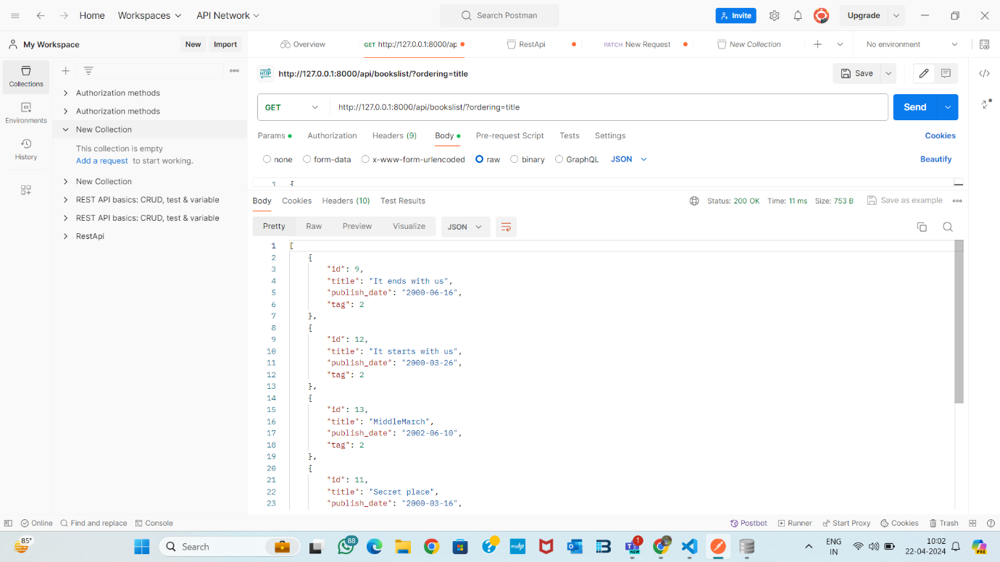 Home Workspaces API Network Search Postman Invite Upgrade
My Workspace New Import Overview GET http://127.0.0.1:8000/ap RestApi PATCH New Request New Collection No environment
Collections
Environments
History
Authorization methods
Authorization methods
New Collection
This collection is empty
Add a request to start working.
New Collection
REST API basics: CRUD, test & variable
REST API basics: CRUD, test & variable
RestApi
HTTP http://127.0.0.1:8000/api/bookslist/?ordering=title Save
GET http://127.0.0.1:8000/api/bookslist/?ordering=title Send
Params Authorization Headers (9) Body Pre-request Script Tests Settings Cookies
none form-data x-www-form-urlencoded raw binary GraphQL JSON Beautify
1 {
Body Cookies Headers (10) Test Results Status: 200 OK Time: 11 ms Size: 753 B Save as example
Pretty Raw Preview Visualize JSON
1 [
2 {
3 "id": 9,
4 "title": "It ends with us",
5 "publish_date": "2000-06-16",
6 "tag": 2
7 },
8 {
9 "id": 12,
10 "title": "It starts with us",
11 "publish_date": "2000-03-26",
12 "tag": 2
13 },
14 {
15 "id": 13,
16 "title": "MiddleMarch",
17 "publish_date": "2002-06-10",
18 "tag": 2
19 },
20 {
21 "id": 11,
22 "title": "Secret place",
23 "publish_date": "2000-03-16",
Online Find and replace Console Postbot Runner Start Proxy Cookies Trash
85° Search 88 myhp 1 NEW ENG IN 10:02 22-04-2024 PRE